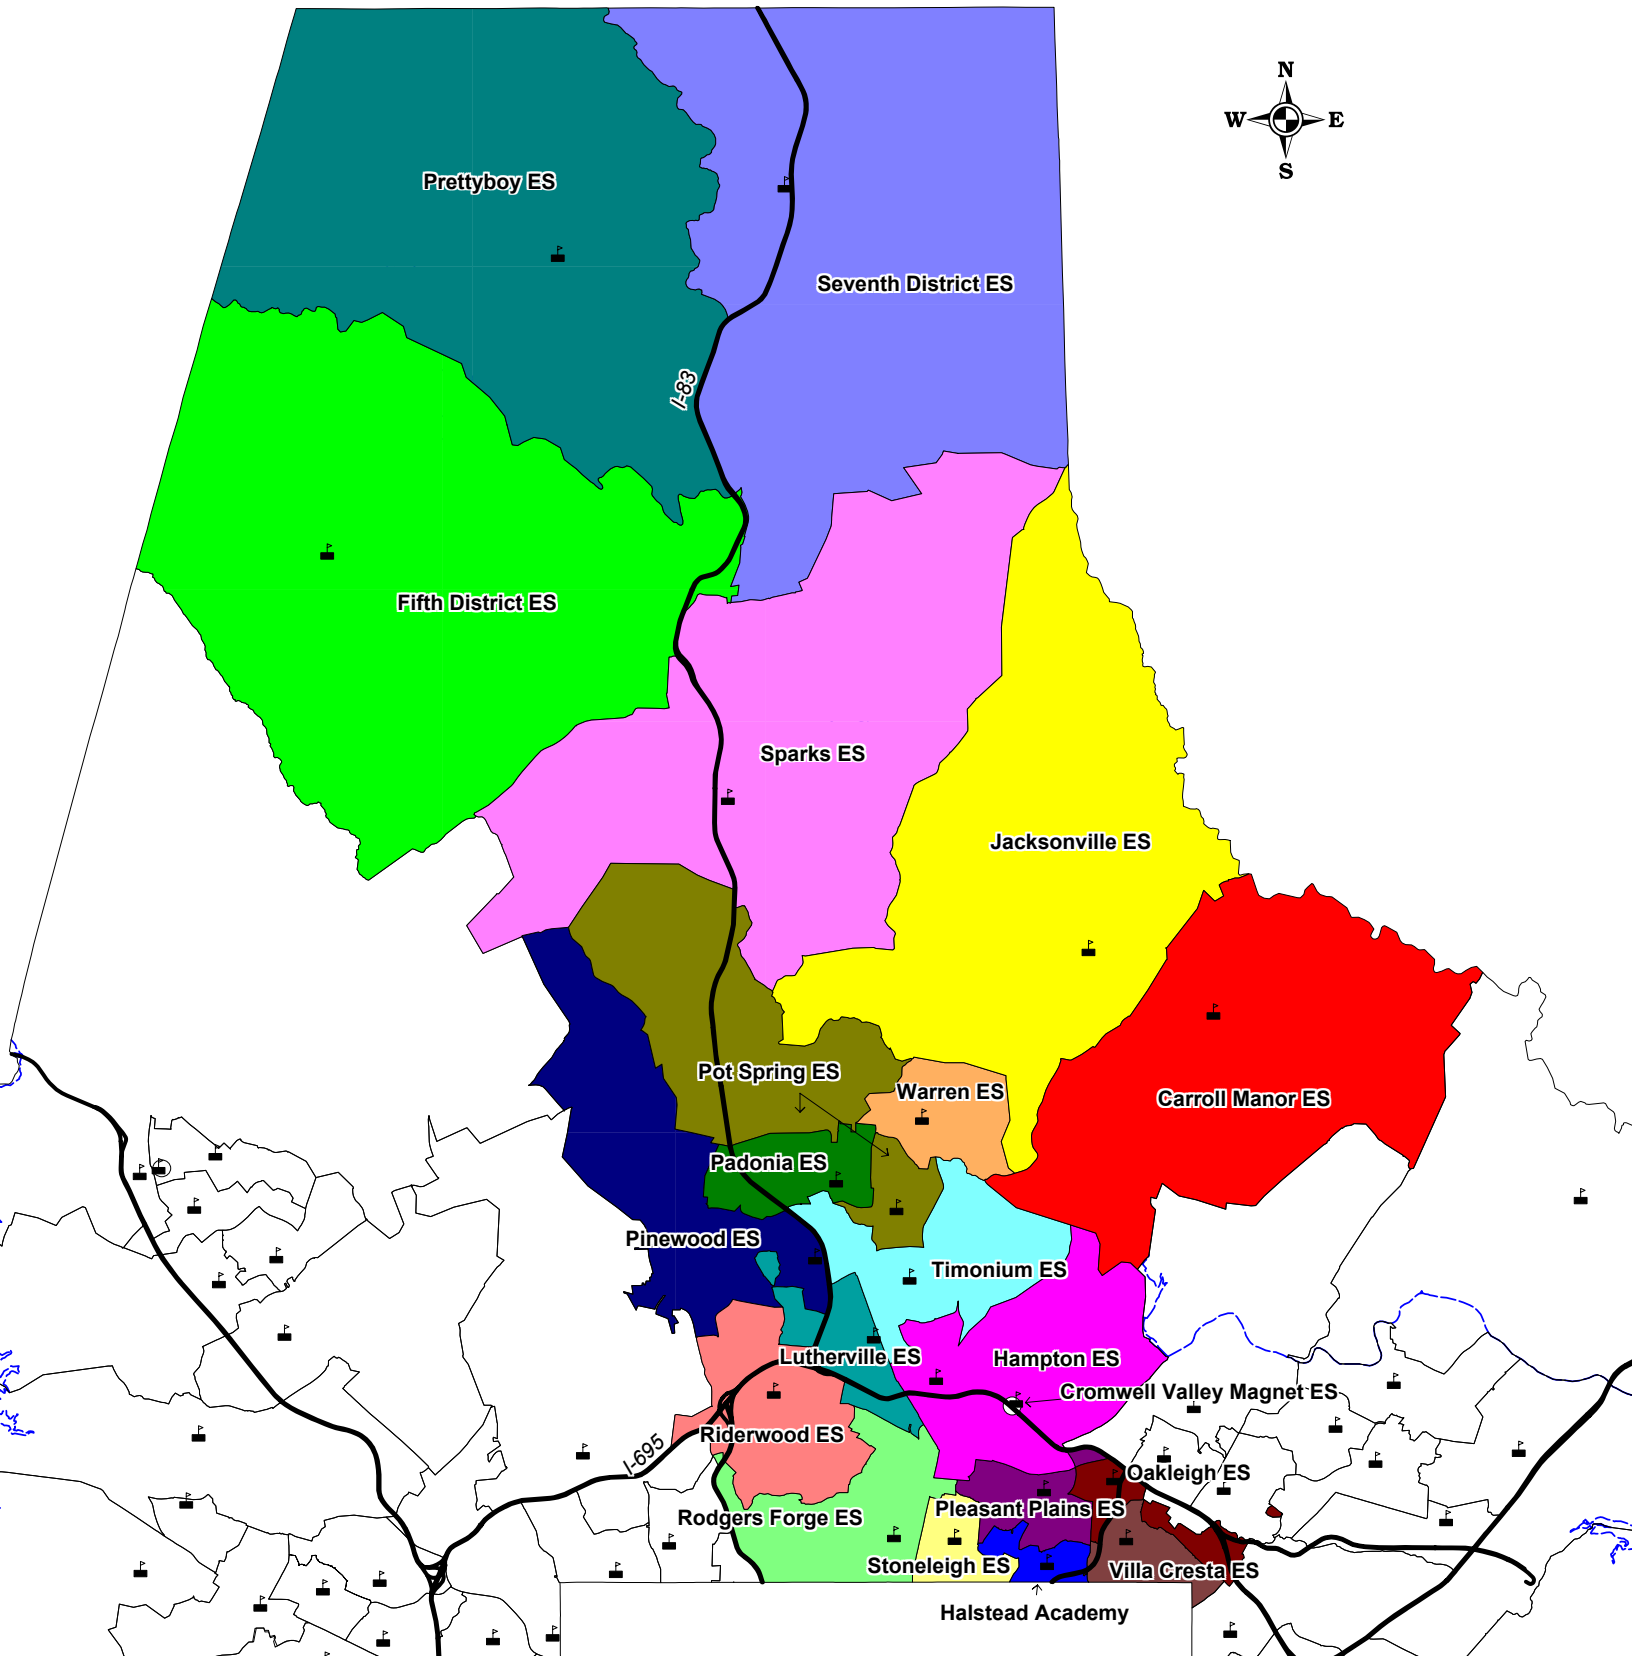 N
W E
S
Prettyboy ES
Seventh District ES
I-83
Fifth District ES
Sparks ES
Jacksonville ES
Pot Spring ES
Warren ES
Carroll Manor ES
Padonia ES
Pinewood ES
Timonium ES
Lutherville ES
Hampton ES
Cromwell Valley Magnet ES
Riderwood ES
I-695
Oakleigh ES
Pleasant Plains ES
Rodgers Forge ES
Stoneleigh ES
Villa Cresta ES
Halstead Academy